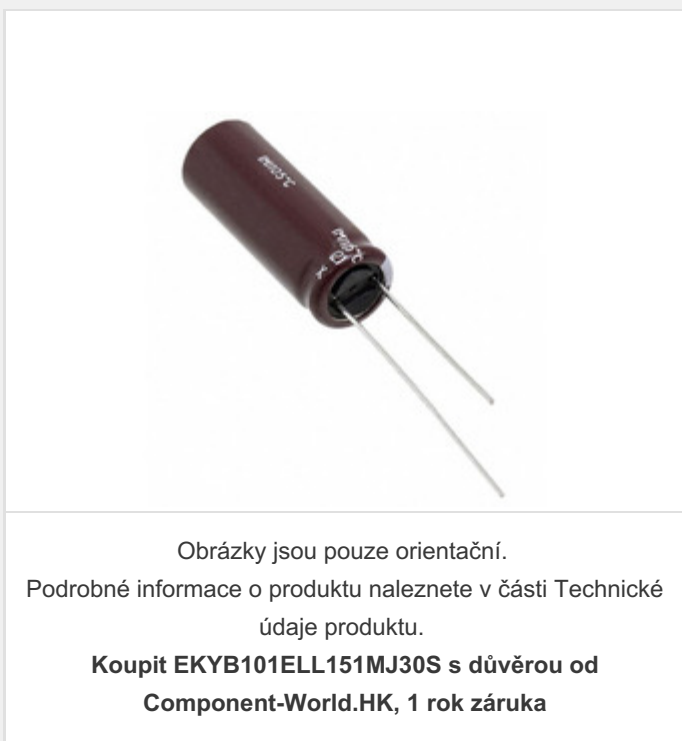 Obrázky jsou pouze orientační.
Podrobné informace o produktu naleznete v části Technické
údaje produktu.
Koupit EKYB101ELL151MJ30S s důvěrou od
Component-World.HK, 1 rok záruka